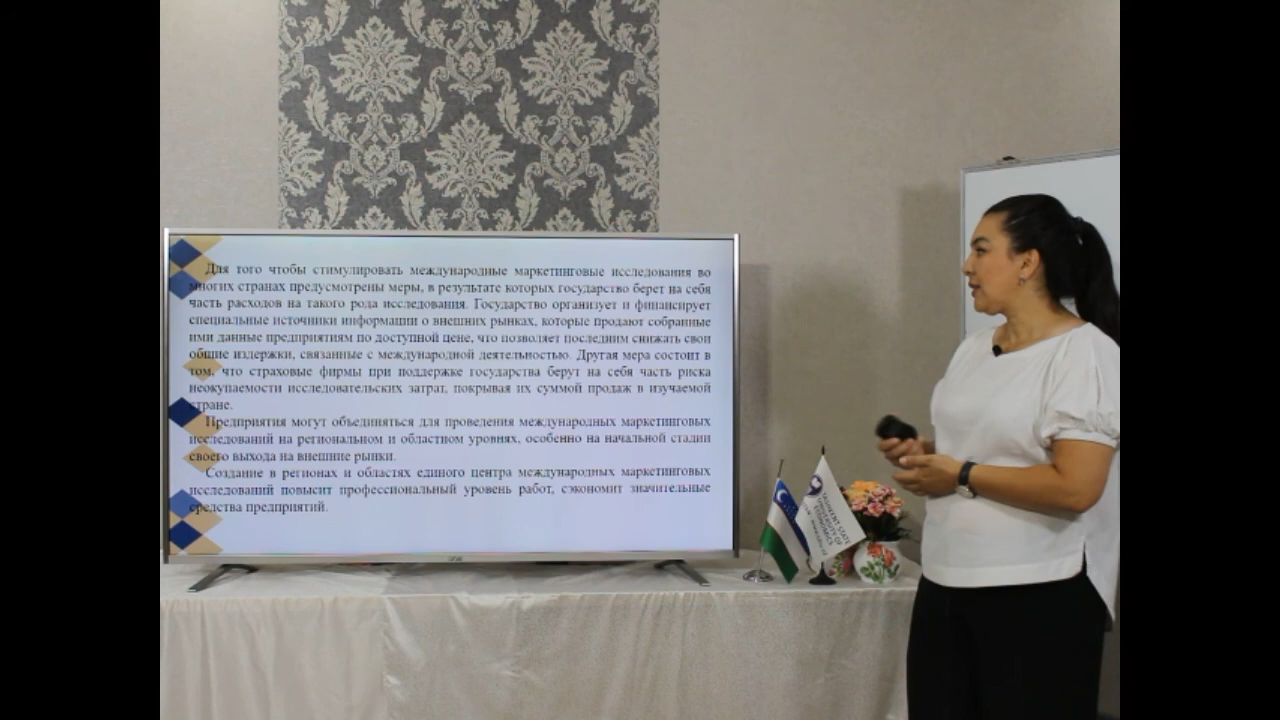 Для того чтобы стимулировать международные маркетинговые исследования во
многих странах предусмотрены меры, в результате которых государство берет на себя
часть расходов на такого рода исследования. Государство организует и финансирует
специальные источники информации о внешних рынках, которые продают собранные
ими данные предприятиям по доступной цене, что позволяет последним снижать свои
общие издержки, связанные с международной деятельностью. Другая мера состоит в
том, что страховые фирмы при поддержке государства берут на себя часть риска
неокупаемости исследовательских затрат, покрывая их суммой продаж в изучаемой
стране.
Предприятия могут объединяться для проведения международных маркетинговых
исследований на региональном и областном уровнях, особенно на начальной стадии
своего выхода на внешние рынки.
Создание в регионах и областях единого центра международных маркетинговых
исследований повысит профессиональный уровень работ, сэкономит значительные
средства предприятий.
TASHKENT STATE
UNIVERSITY OF
ECONOMICS